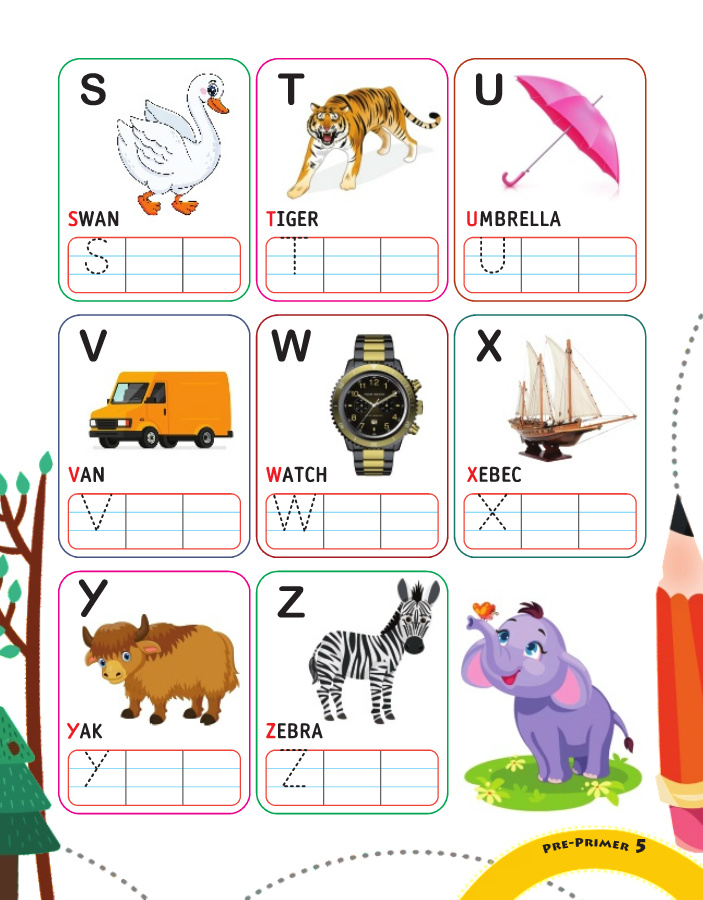 S
SWAN
S
T
TIGER
T
U
UMBRELLA
U
V
VAN
V
W
WATCH
W
X
XEBEC
X
Y
YAK
Y
Z
ZEBRA
Z
PRE-PRIMER 5